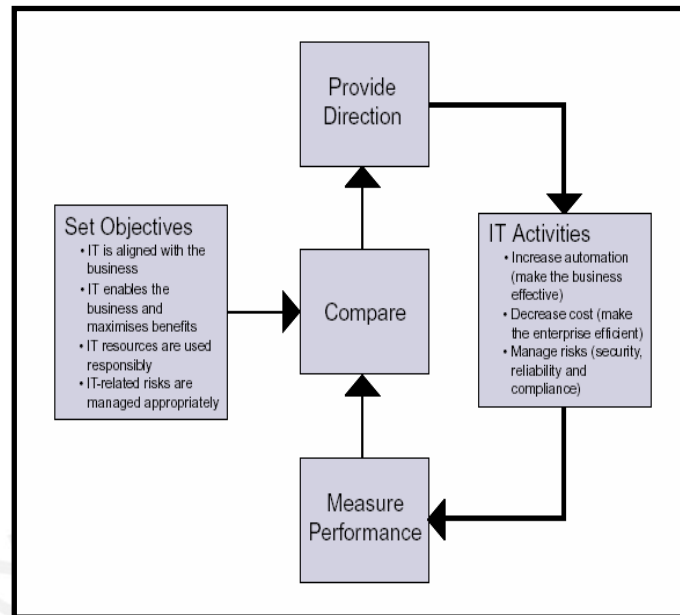 Provide
Direction
Set Objectives
• IT is aligned with the
business
• IT enables the
business and
maximises benefits
• IT resources are used
responsibly
• IT-related risks are
managed appropriately
Compare
IT Activities
• Increase automation
(make the business
effective)
• Decrease cost (make
the enterprise efficient)
• Manage risks (security,
reliability and
compliance)
Measure
Performance